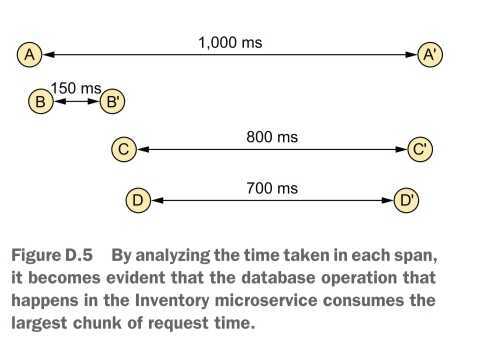 1,000 ms
A A'
150 ms
B B'
800 ms
C C'
700 ms
D D'
Figure D.5 By analyzing the time taken in each span,
it becomes evident that the database operation that
happens in the Inventory microservice consumes the
largest chunk of request time.